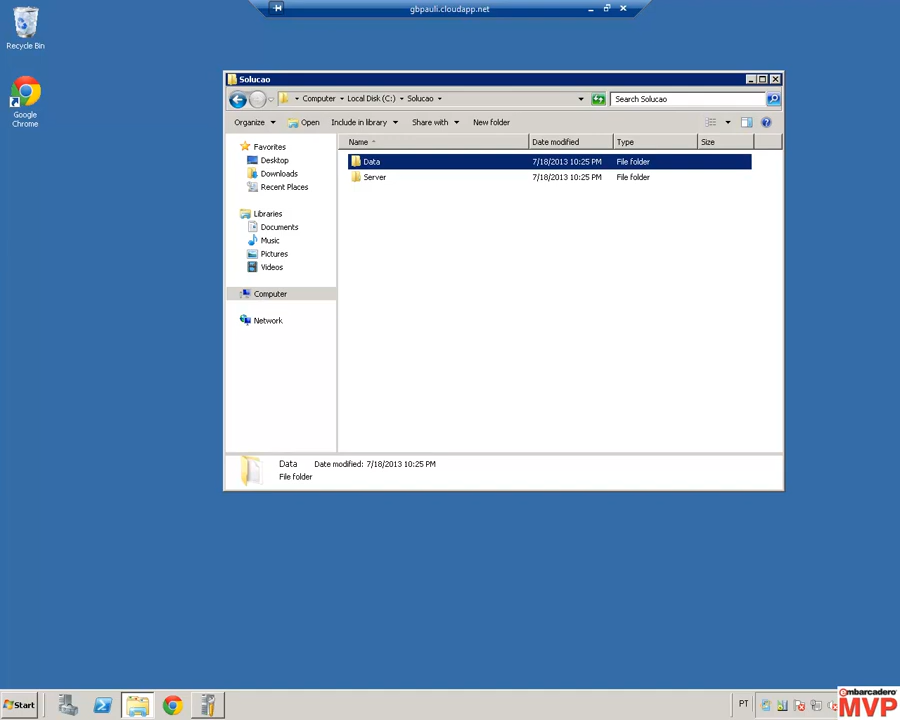 gbpauli.cloudapp.net
Recycle Bin
Google Chrome
Solucao
Computer Local Disk (C:) Solucao
Search Solucao
Organize Open Include in library Share with New folder
Name Date modified Type Size
Favorites
Desktop
Downloads
Recent Places
Libraries
Documents
Music
Pictures
Videos
Computer
Network
Data 7/18/2013 10:25 PM File folder
Server 7/18/2013 10:25 PM File folder
Data Date modified: 7/18/2013 10:25 PM
File folder
Start
PT
embarcadero
MVP